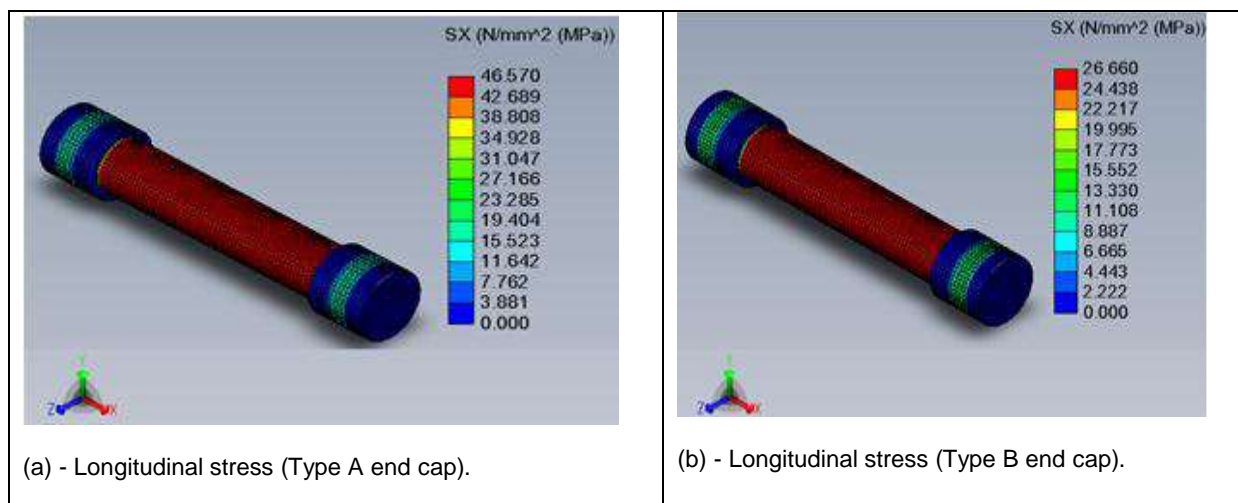 SX (N/mm^2 (MPa))
46.570
42.689
38.808
34.928
31.047
27.166
23.285
19.404
15.523
11.642
7.762
3.881
0.000
Y
Z
X
(a) - Longitudinal stress (Type A end cap).
SX (N/mm^2 (MPa))
26.660
24.438
22.217
19.995
17.773
15.552
13.330
11.108
8.887
6.665
4.443
2.222
0.000
Y
Z
X
(b) - Longitudinal stress (Type B end cap).